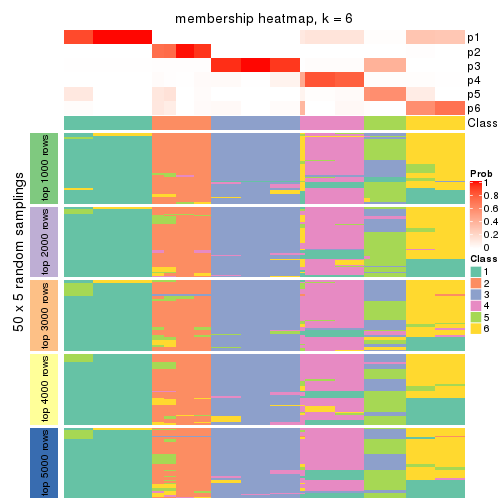 membership heatmap, k = 6
p1
p2
p3
p4
p5
p6
Class
50 x 5 random samplings
top 1000 rows
top 2000 rows
top 3000 rows
top 4000 rows
top 5000 rows
Prob
1
0.8
0.6
0.4
0.2
0
Class
1
2
3
4
5
6